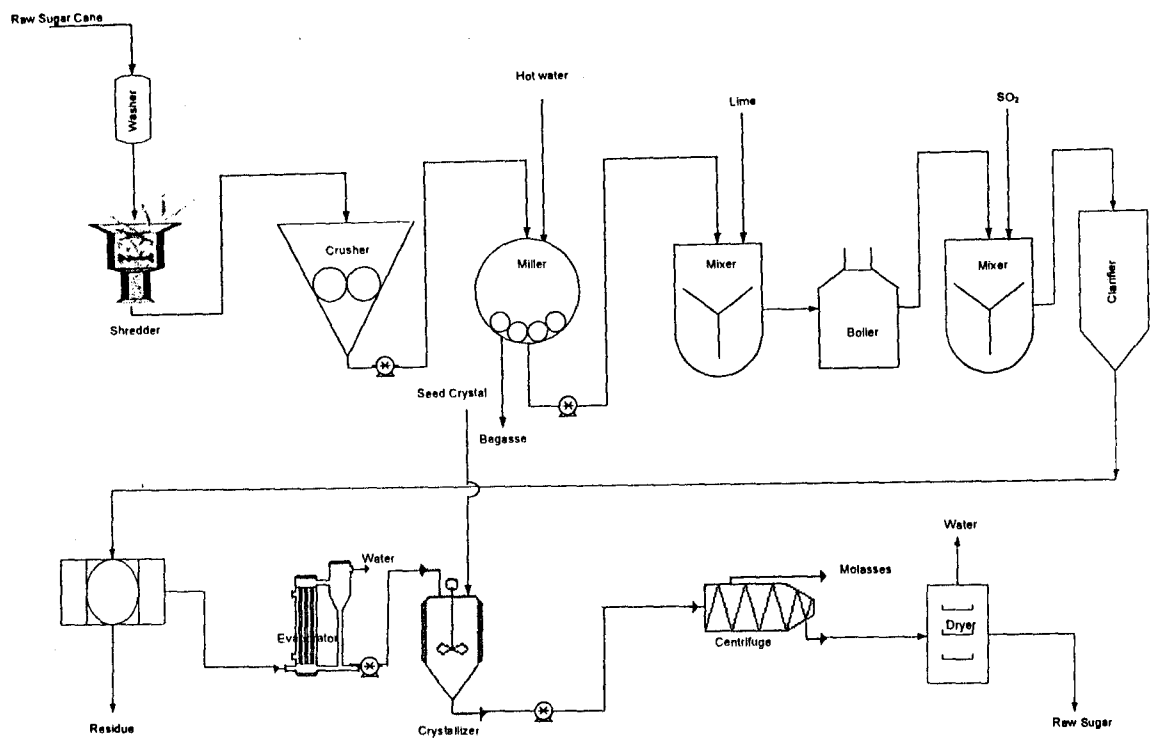 Raw Sugar Cane
Washer
Shredder
Crusher
Hot water
Miller
Begasse
Lime
Mixer
Boiler
SO₂
Mixer
Clarifier
Seed Crystal
Residue
Evaporator
Water
Crystallizer
Molasses
Centrifuge
Water
Dryer
Raw Sugar